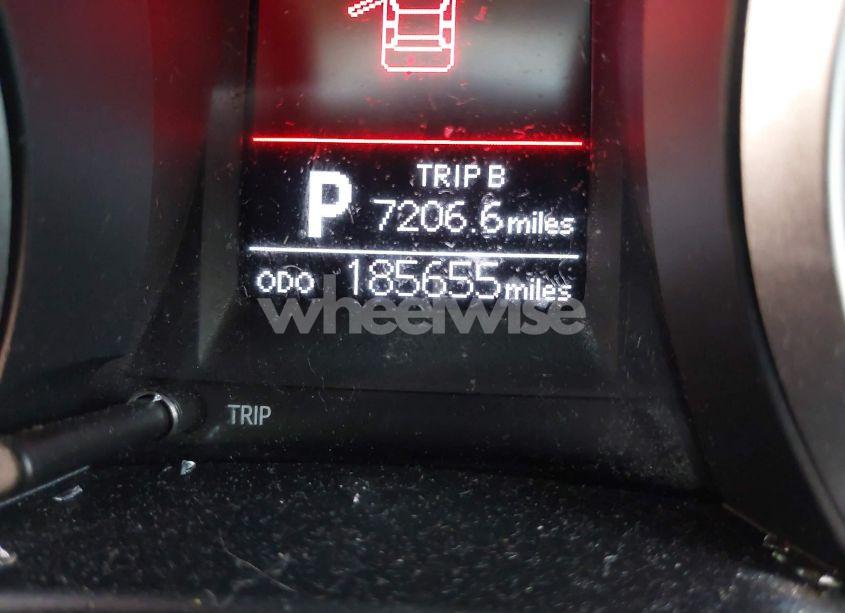 TRIP B
P 7206.6 miles
ODO 185655 miles
wheelwise
TRIP